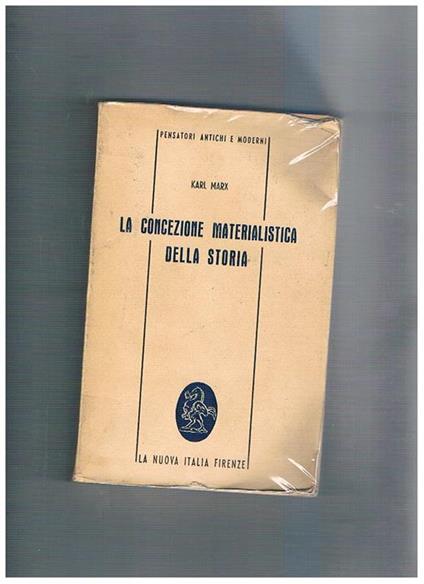 PENSATORI ANTICHI E MODERNI
KARL MARX
LA CONCEZIONE MATERIALISTICA
DELLA STORIA
LA NUOVA ITALIA FIRENZE